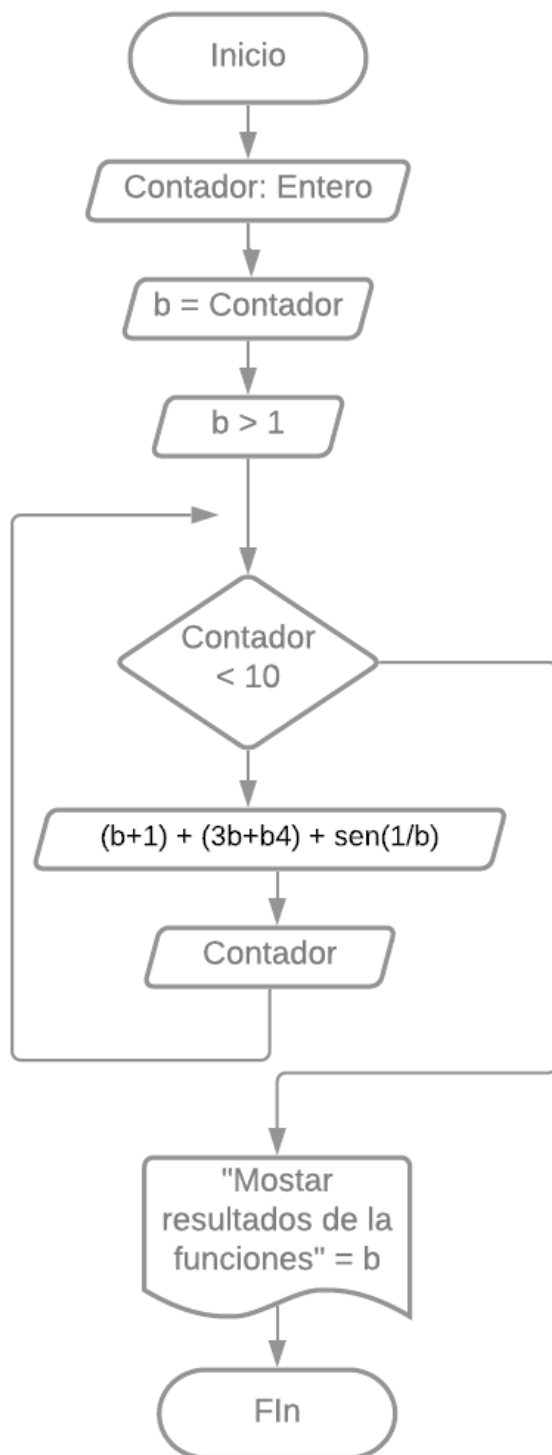 Inicio
Contador: Entero
b = Contador
b > 1
Contador
< 10
(b+1) + (3b+b4) + sen(1/b)
Contador
"Mostar
resultados de la
funciones" = b
FIn